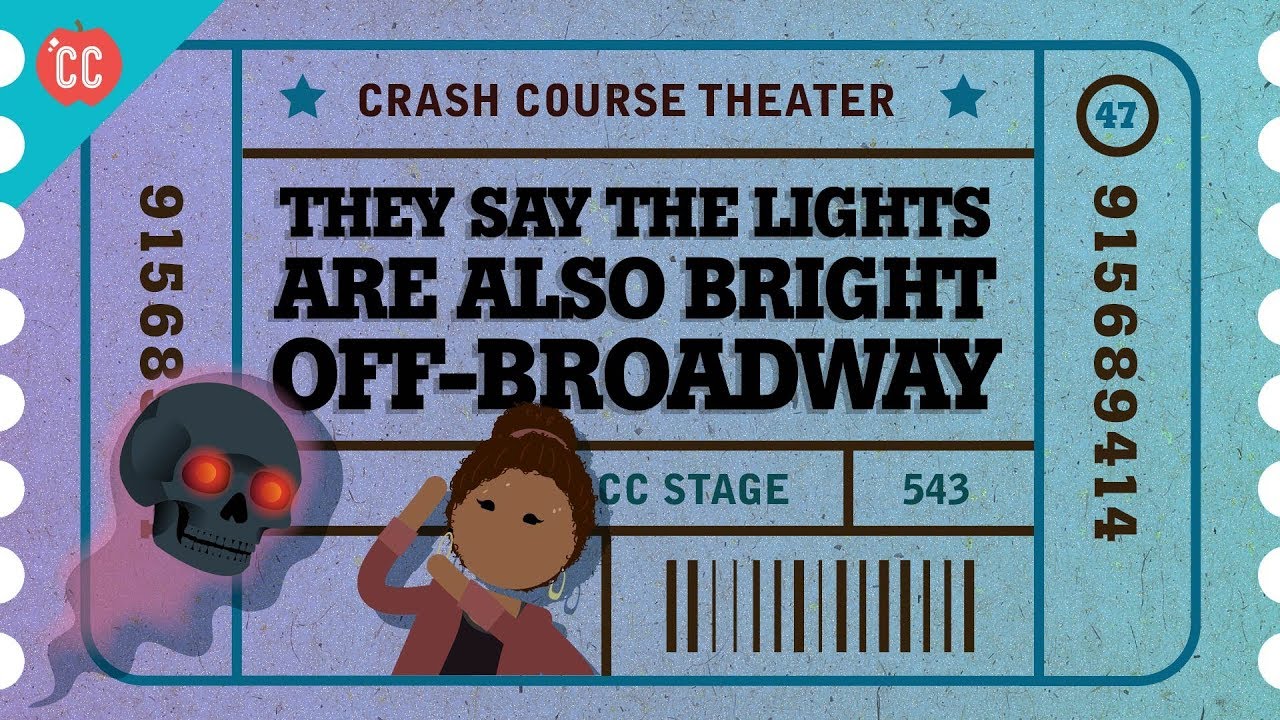 CC
CRASH COURSE THEATER
47
THEY SAY THE LIGHTS
ARE ALSO BRIGHT
OFF-BROADWAY
CC STAGE
543
915689414